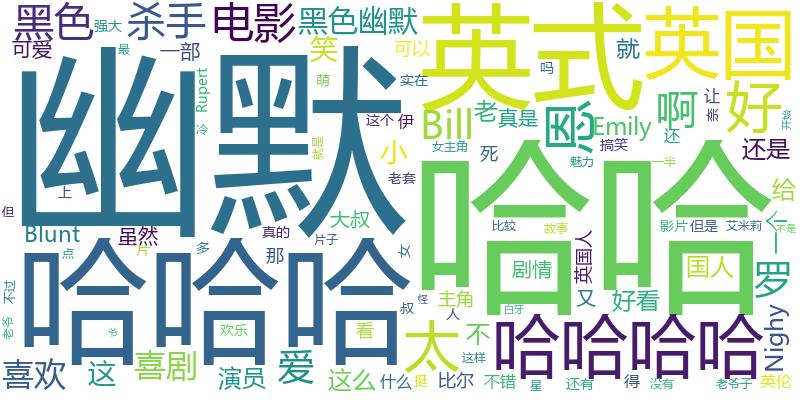 黑色
强大
杀手
电影
黑色幽默
英式
英国
可爱
最
一部
笑
可以
就
Rupert
萌
实在
吗
亲
让
好
幽默
冷
这个
伊
Bill
老
真是
恩
Emily
啊
还
开殺
就是
小
女主角
死
搞笑
魅力
一半
还是
老套
哈哈
给
但
上
大叔
Blunt
虽然
真的
片子
比较
故事
影片
但是
艾米莉
不是
一个
点
片
多
那
女
哈哈哈
剧情
英国人
国人
罗
不过
叔
怪
主角
又
好看
白牙
人
老爷
爷
欢乐
看
太
不
哈哈哈哈
Nighy
喜欢
这
喜剧
演员
爱
这么
什么
挺
比尔
这样
不错
星
还有
得
没有
老爷子
英伦